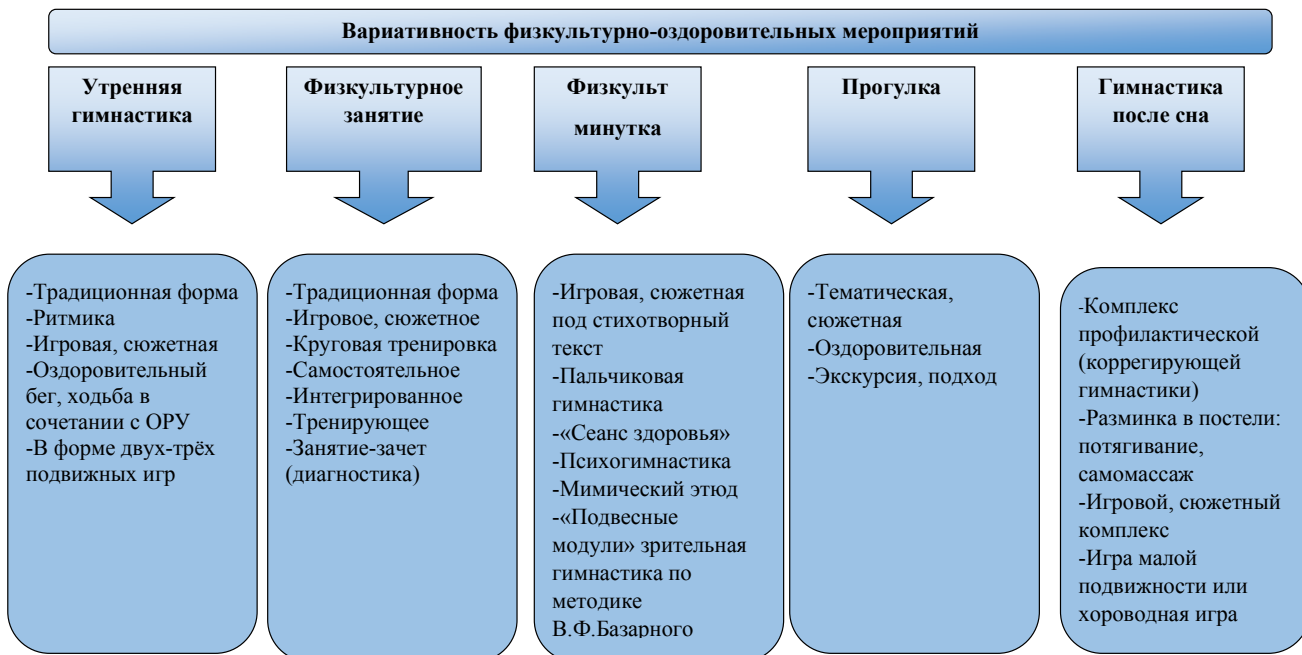 Вариативность физкультурно-оздоровительных мероприятий
Утренняя
гимнастика
Физкультурное
занятие
Физкульт
минутка
Прогулка
Гимнастика
после сна
-Традиционная форма
-Ритмика
-Игровая, сюжетная
-Оздоровительный
бег, ходьба в
сочетании с ОРУ
-В форме двух-трёх
подвижных игр
-Традиционная форма
-Игровое, сюжетное
-Круговая тренировка
-Самостоятельное
-Интегрированное
-Тренирующее
-Занятие-зачет
(диагностика)
-Игровая, сюжетная
под стихотворный
текст
-Пальчиковая
гимнастика
-«Сеанс здоровья»
-Психогимнастика
-Мимический этюд
-«Подвесные
модули» зрительная
гимнастика по
методике
В.Ф.Базарного
-Тематическая,
сюжетная
-Оздоровительная
-Экскурсия, подход
-Комплекс
профилактической
(коррегирующей
гимнастики)
-Разминка в постели:
потягивание,
самомассаж
-Игровой, сюжетный
комплекс
-Игра малой
подвижности или
хороводная игра